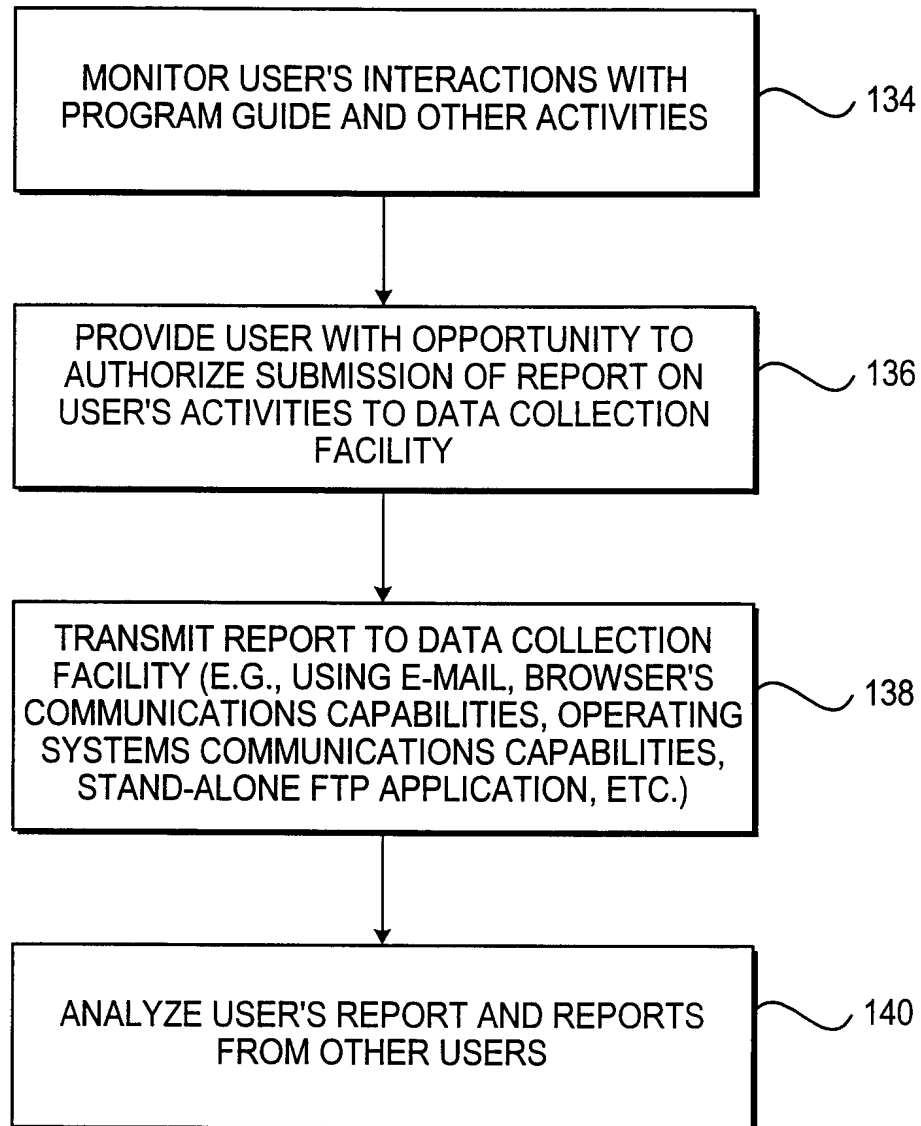 MONITOR USER'S INTERACTIONS WITH
PROGRAM GUIDE AND OTHER ACTIVITIES
134
PROVIDE USER WITH OPPORTUNITY TO
AUTHORIZE SUBMISSION OF REPORT ON
USER'S ACTIVITIES TO DATA COLLECTION
FACILITY
136
TRANSMIT REPORT TO DATA COLLECTION
FACILITY (E.G., USING E-MAIL, BROWSER'S
COMMUNICATIONS CAPABILITIES, OPERATING
SYSTEMS COMMUNICATIONS CAPABILITIES,
STAND-ALONE FTP APPLICATION, ETC.)
138
ANALYZE USER'S REPORT AND REPORTS
FROM OTHER USERS
140